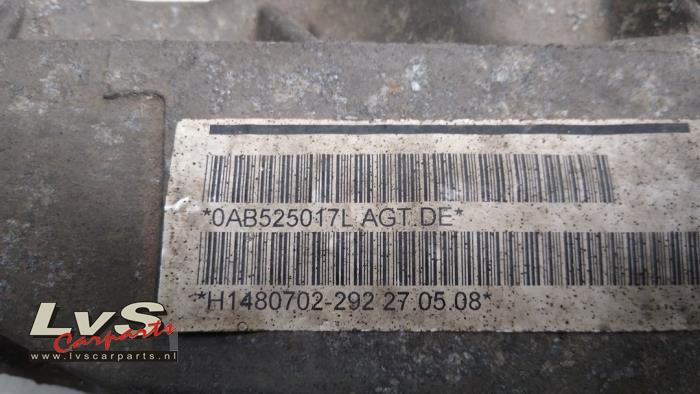 *0AB525017L AGT.DE*
*H1480702-292 27.05.08*
LvS
Carparts
www.lvscarparts.nl